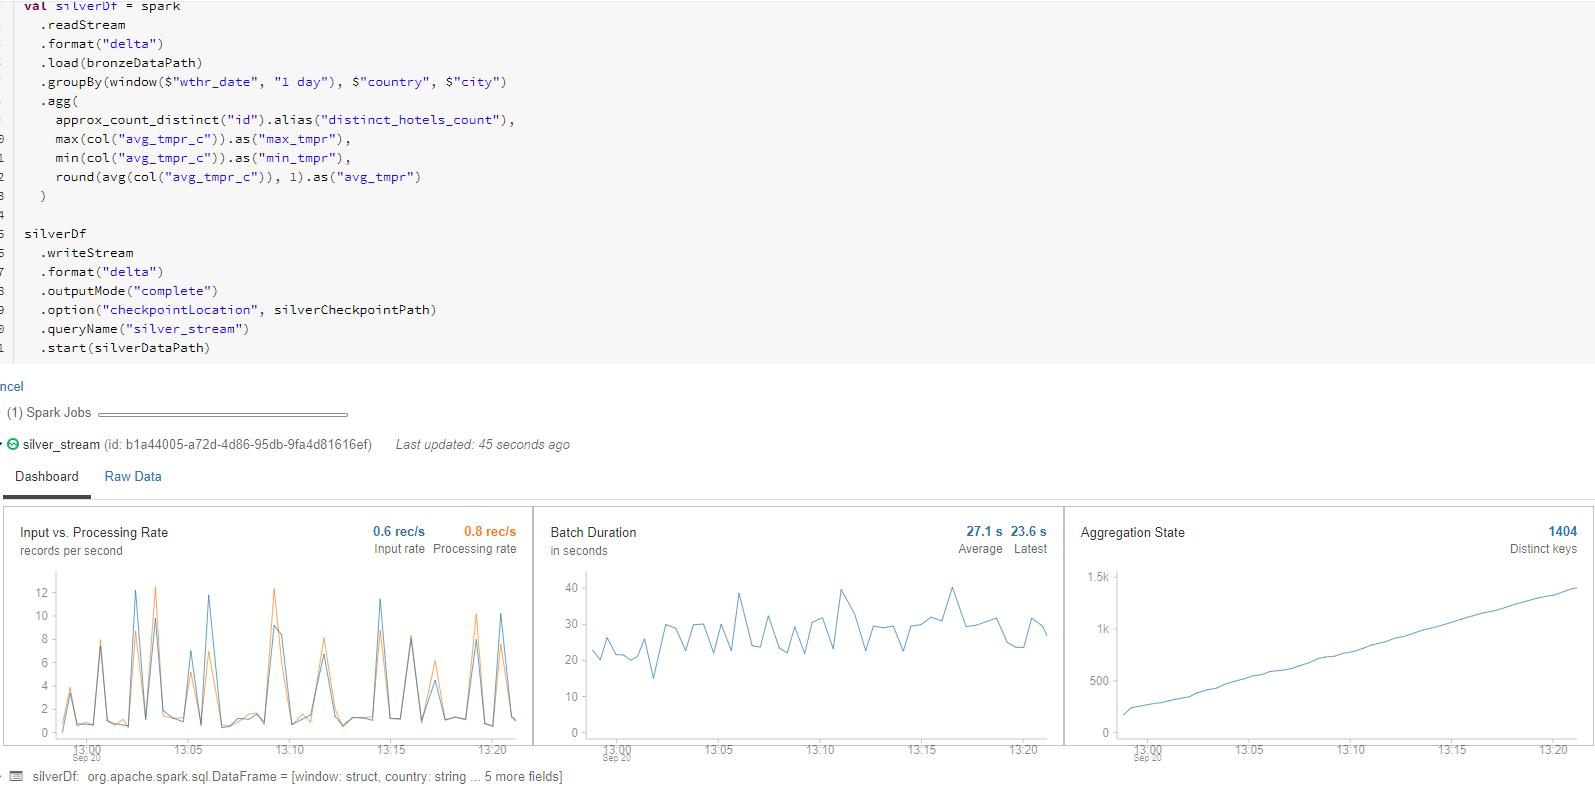 val silverDf = spark
.readStream
.format("delta")
.load(bronzeDataPath)
.groupBy(window($"wthr_date", "1 day"), $"country", $"city")
.agg(
approx_count_distinct("id").alias("distinct_hotels_count"),
max(col("avg_tmpr_c")).as("max_tmpr"),
min(col("avg_tmpr_c")).as("min_tmpr"),
round(avg(col("avg_tmpr_c")), 1).as("avg_tmpr")
)
silverDf
.writeStream
.format("delta")
.outputMode("complete")
.option("checkpointLocation", silverCheckpointPath)
.queryName("silver_stream")
.start(silverDataPath)
ncel
(1) Spark Jobs
silver_stream (id: b1a44005-a72d-4d86-95db-9fa4d81616ef) Last updated: 45 seconds ago
Dashboard Raw Data
Input vs. Processing Rate
records per second
0.6 rec/s 0.8 rec/s
Input rate Processing rate
12
10
8
6
4
2
0
13:00 13:05 13:10 13:15 13:20
Sep 20
Batch Duration
in seconds
27.1 s 23.6 s
Average Latest
40
30
20
10
0
13:00 13:05 13:10 13:15 13:20
Sep 20
Aggregation State
1404
Distinct keys
1.5k
1k
500
0
13:00 13:05 13:10 13:15 13:20
Sep 20
silverDf: org.apache.spark.sql.DataFrame = [window: struct, country: string ... 5 more fields]